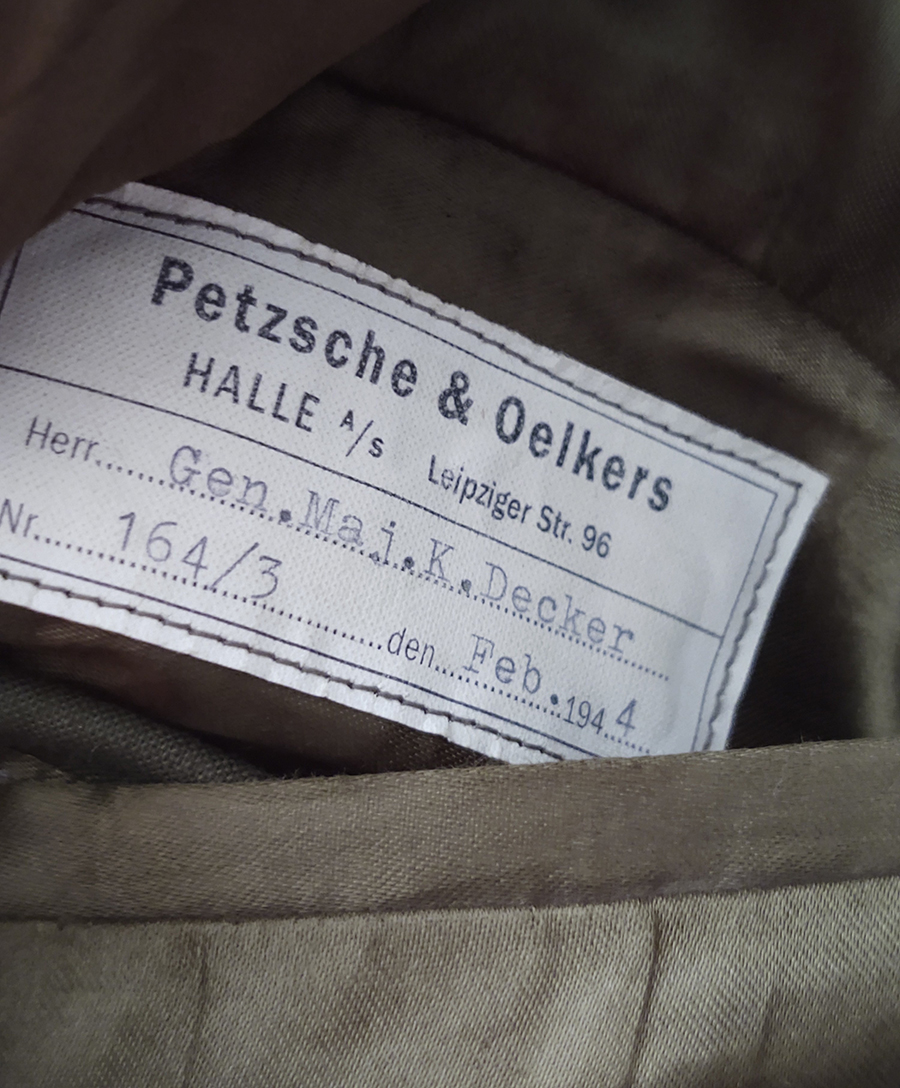 Petzsche & Oelkers
HALLE A/S Leipziger Str. 96
Herr......Gen.Maj.K.Decker
Nr.......164/3
den...Feb.1944